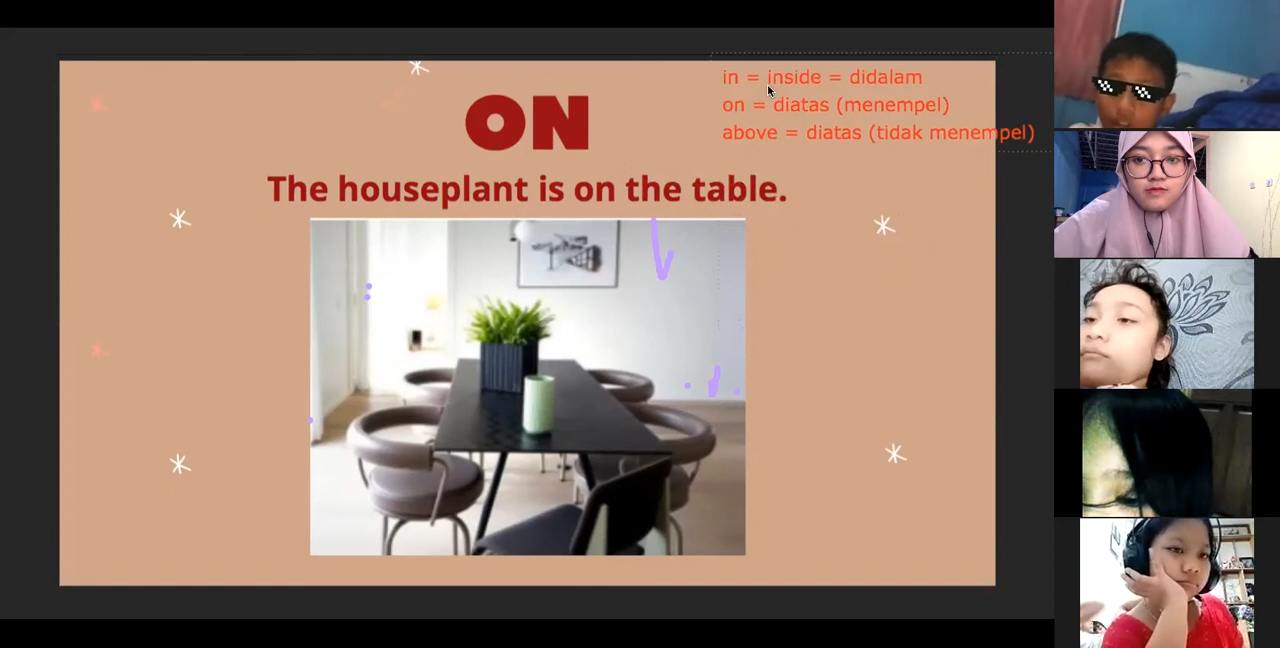 ON
The houseplant is on the table.
in = inside = didalam
on = diatas (menempel)
above = diatas (tidak menempel)